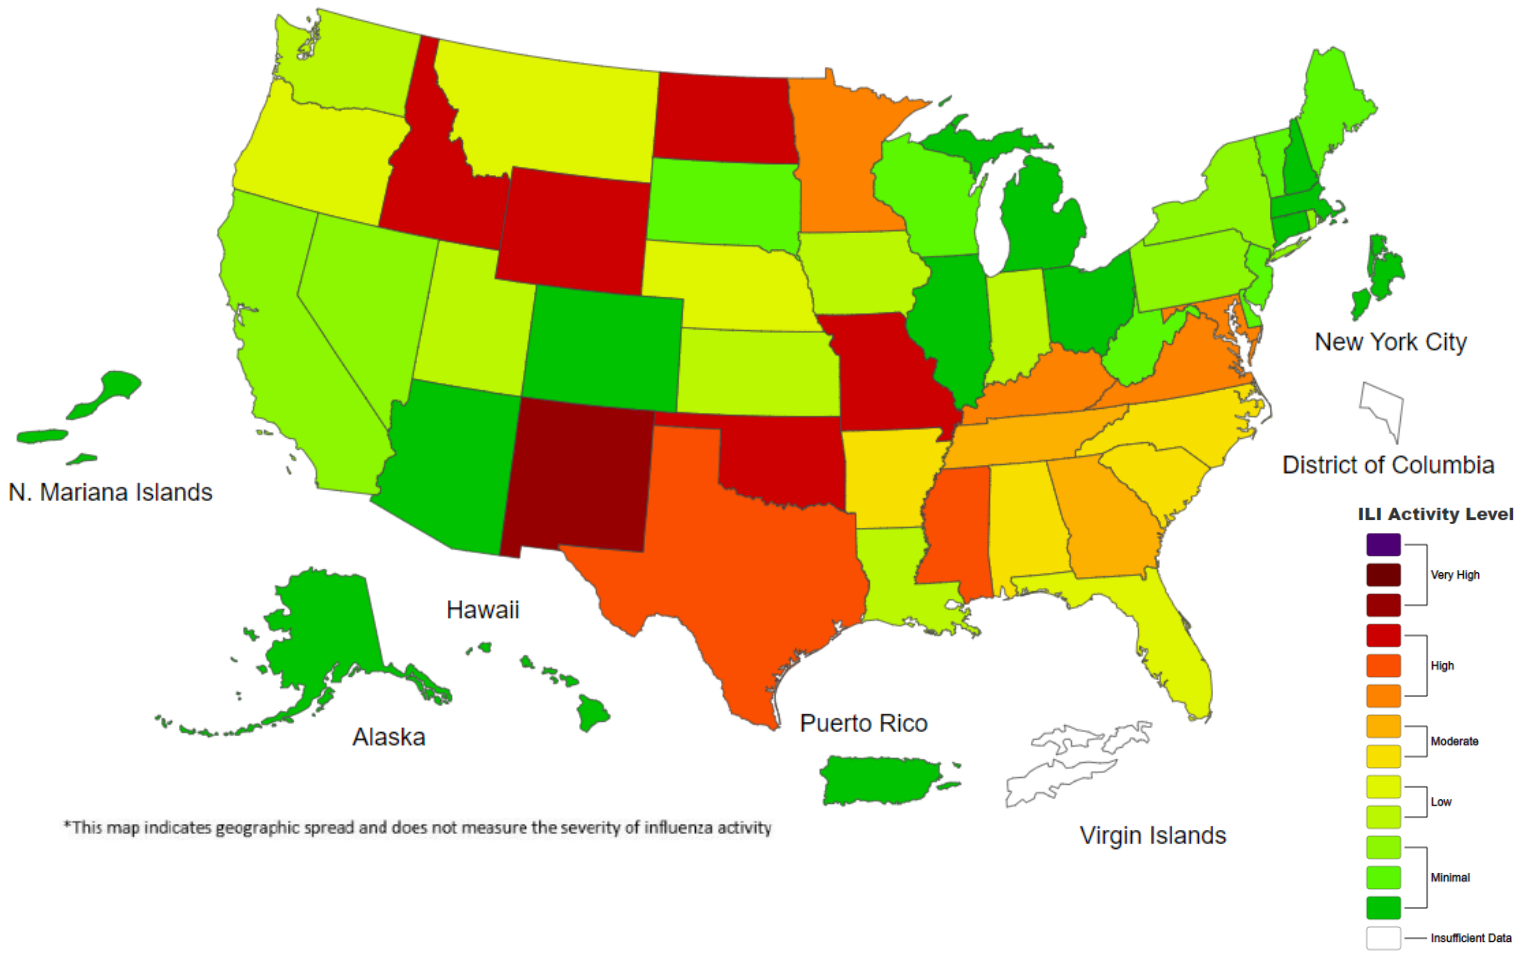 New York City
District of Columbia
N. Mariana Islands
ILI Activity Level
Very High
High
Moderate
Low
Minimal
Insufficient Data
Hawaii
Alaska
Puerto Rico
Virgin Islands
*This map indicates geographic spread and does not measure the severity of influenza activity